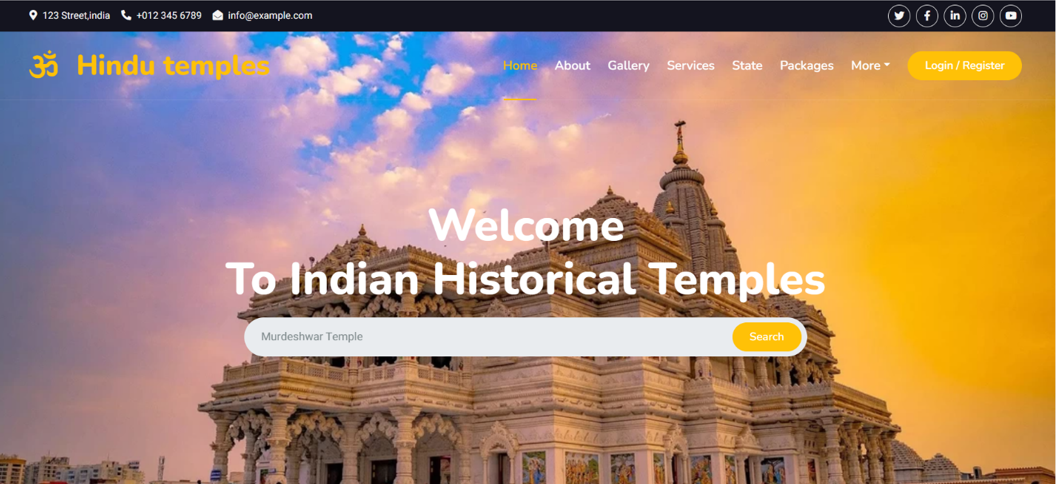 123 Street,india +012 345 6789 info@example.com
ॐ Hindu temples Home About Gallery Services State Packages More Login / Register
Welcome
To Indian Historical Temples
Murdeshwar Temple Search